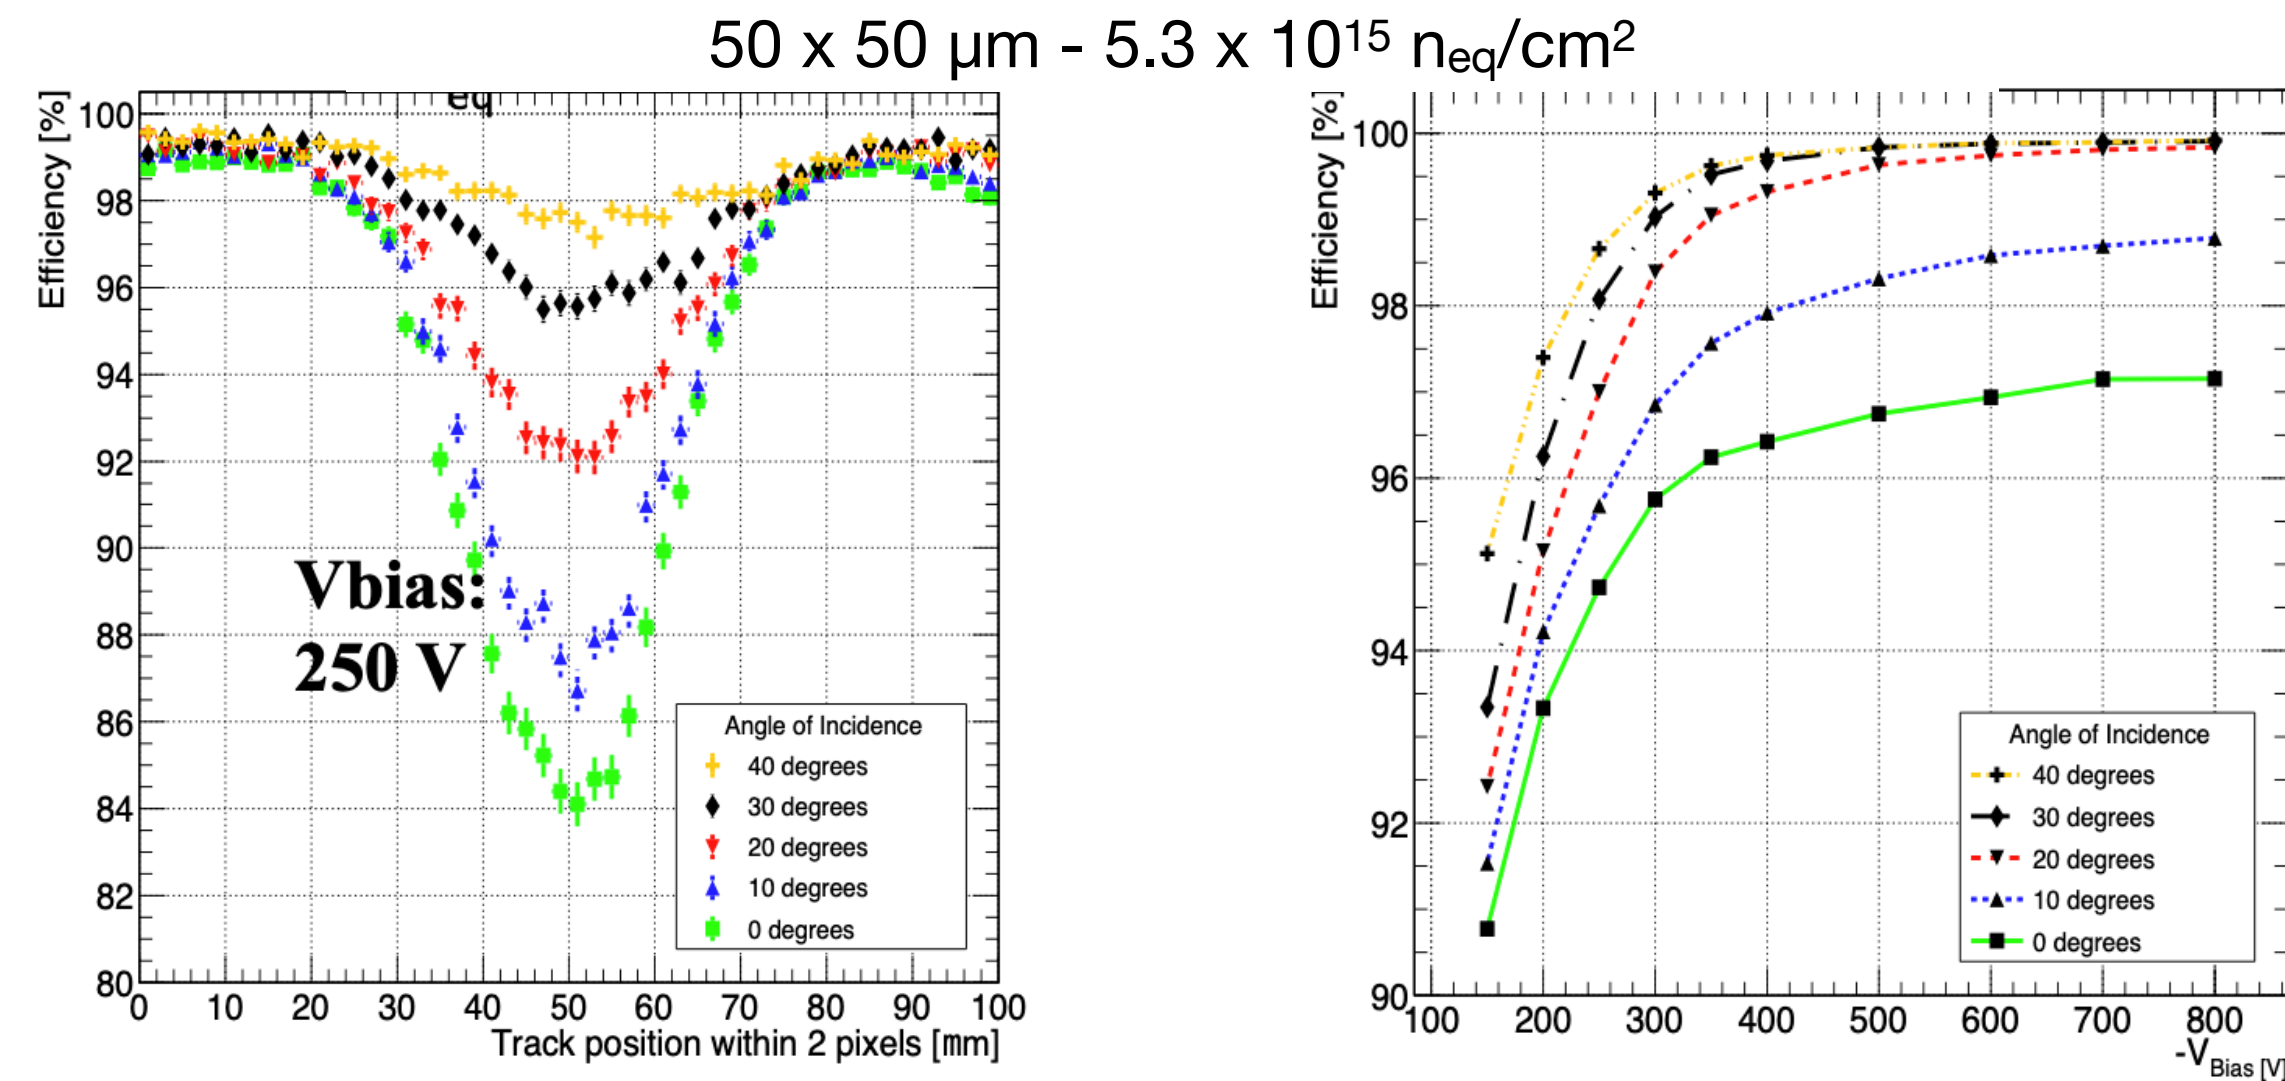 50 x 50 µm - 5.3 x 10¹⁵ nₑq/cm²
eq
Efficiency [%]
100
98
96
94
92
90
88
86
84
82
80
Vbias:
250 V
Angle of Incidence
40 degrees
30 degrees
20 degrees
10 degrees
0 degrees
0 10 20 30 40 50 60 70 80 90 100
Track position within 2 pixels [mm]
Efficiency [%]
100
98
96
94
92
90
Angle of Incidence
40 degrees
30 degrees
20 degrees
10 degrees
0 degrees
100 200 300 400 500 600 700 800
-V Bias [V]